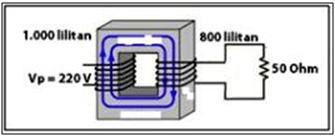 1.000 lilitan
800 lilitan
Vp = 220 V
50 Ohm